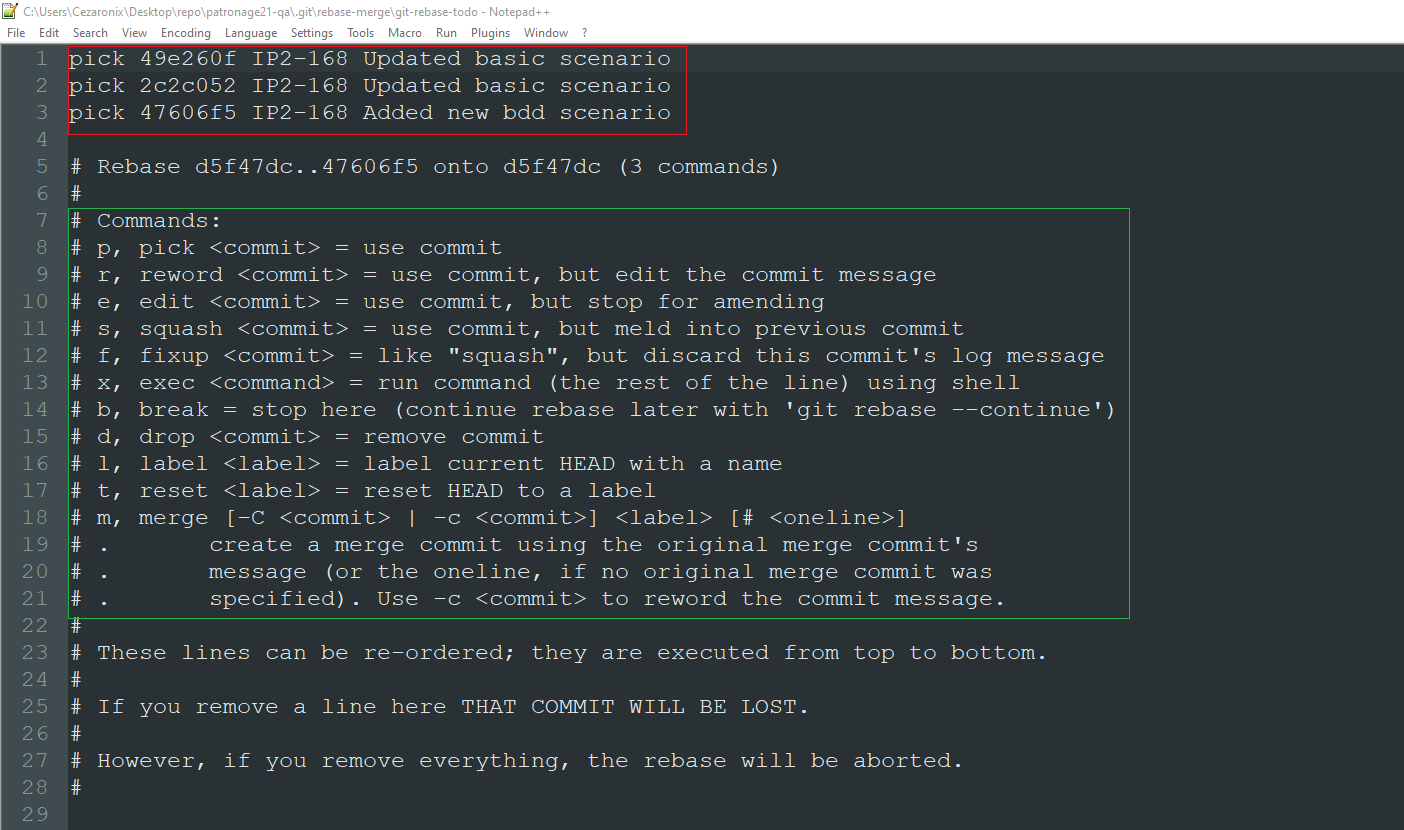 C:\Users\Cezaronix\Desktop\repo\patronage21-qa\.git\rebase-merge\git-rebase-todo - Notepad++
File Edit Search View Encoding Language Settings Tools Macro Run Plugins Window ?
1 pick 49e260f IP2-168 Updated basic scenario
2 pick 2c2c052 IP2-168 Updated basic scenario
3 pick 47606f5 IP2-168 Added new bdd scenario
4
5 # Rebase d5f47dc..47606f5 onto d5f47dc (3 commands)
6 #
7 # Commands:
8 # p, pick <commit> = use commit
9 # r, reword <commit> = use commit, but edit the commit message
10 # e, edit <commit> = use commit, but stop for amending
11 # s, squash <commit> = use commit, but meld into previous commit
12 # f, fixup <commit> = like "squash", but discard this commit's log message
13 # x, exec <command> = run command (the rest of the line) using shell
14 # b, break = stop here (continue rebase later with 'git rebase --continue')
15 # d, drop <commit> = remove commit
16 # l, label <label> = label current HEAD with a name
17 # t, reset <label> = reset HEAD to a label
18 # m, merge [-C <commit> | -c <commit>] <label> [# <oneline>]
19 # .       create a merge commit using the original merge commit's
20 # .       message (or the oneline, if no original merge commit was
21 # .       specified). Use -c <commit> to reword the commit message.
22 #
23 # These lines can be re-ordered; they are executed from top to bottom.
24 #
25 # If you remove a line here THAT COMMIT WILL BE LOST.
26 #
27 # However, if you remove everything, the rebase will be aborted.
28 #
29